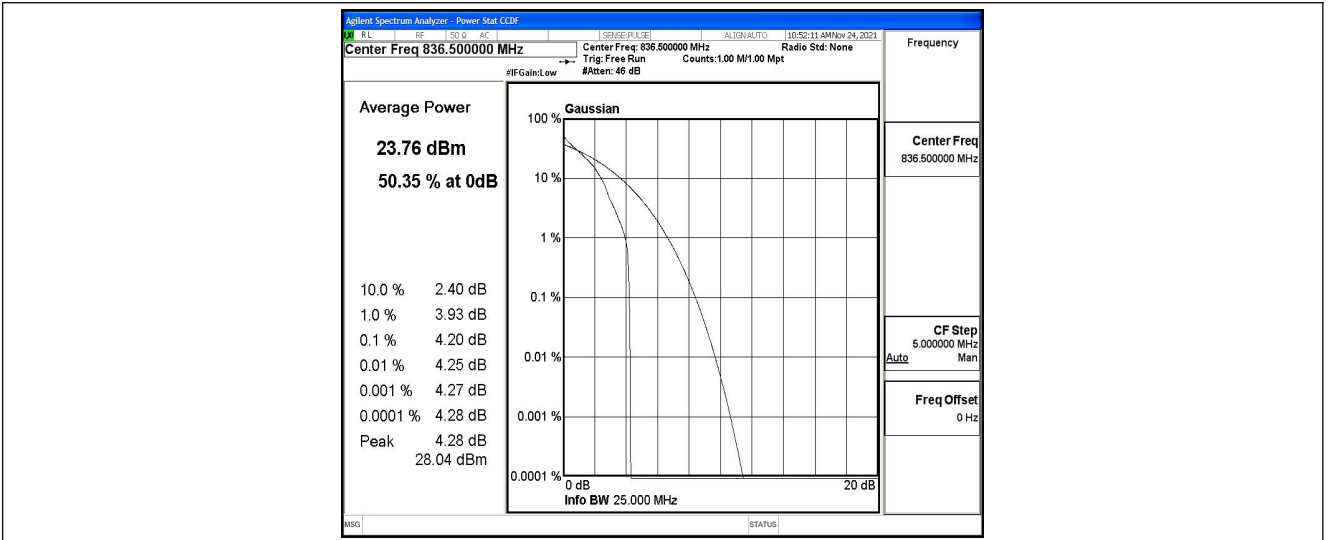 Agilent Spectrum Analyzer - Power Stat CCDF
LXI RL RF 50 Ω AC SENSE:PULSE ALIGN AUTO 10:52:11 AM Nov 24, 2021
Center Freq 836.500000 MHz
Center Freq: 836.500000 MHz Radio Std: None
Trig: Free Run Counts:1.00 M/1.00 Mpt
#IFGain:Low #Atten: 46 dB
Frequency
Average Power
23.76 dBm
50.35 % at 0dB
10.0 % 2.40 dB
1.0 % 3.93 dB
0.1 % 4.20 dB
0.01 % 4.25 dB
0.001 % 4.27 dB
0.0001 % 4.28 dB
Peak 4.28 dB
28.04 dBm
Gaussian
100 %
10 %
1 %
0.1 %
0.01 %
0.001 %
0.0001 %
0 dB 20 dB
Info BW 25.000 MHz
Center Freq
836.500000 MHz
CF Step
5.000000 MHz
Auto Man
Freq Offset
0 Hz
MSG STATUS